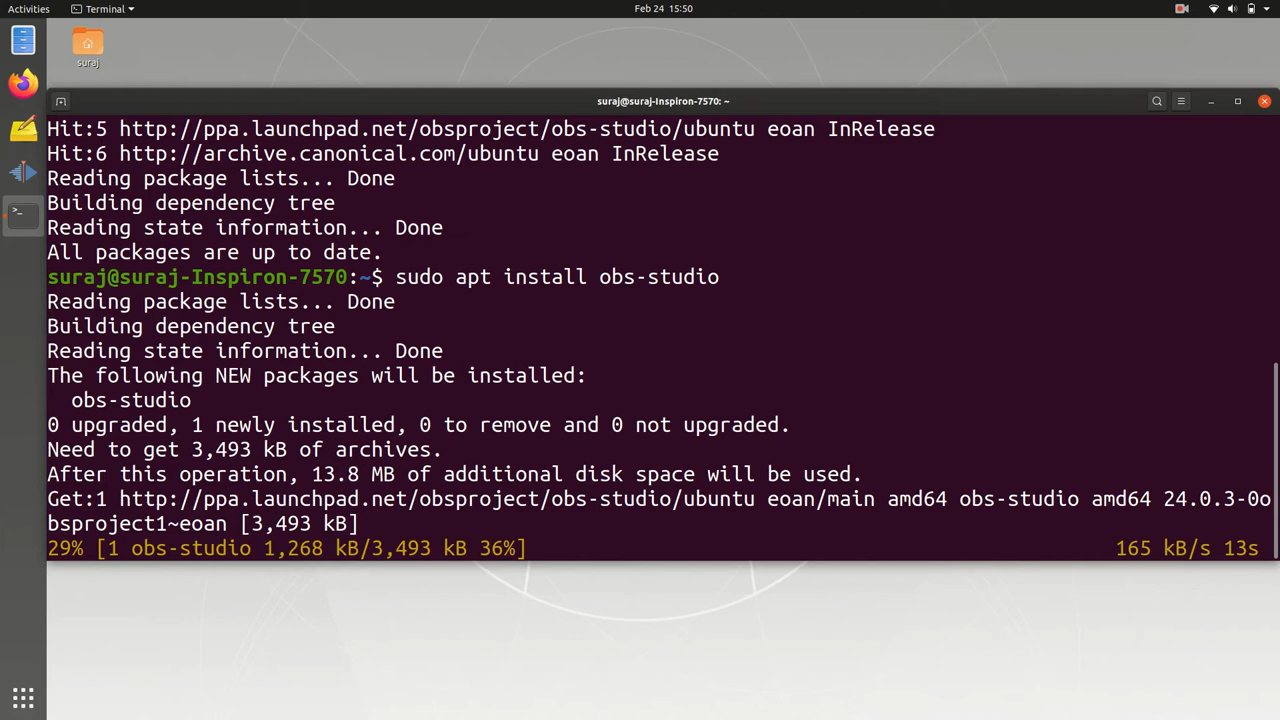 Activities
Terminal
Feb 24 15:50
suraj
suraj@suraj-Inspiron-7570: ~
Hit:5 http://ppa.launchpad.net/obsproject/obs-studio/ubuntu eoan InRelease
Hit:6 http://archive.canonical.com/ubuntu eoan InRelease
Reading package lists... Done
Building dependency tree
Reading state information... Done
All packages are up to date.
suraj@suraj-Inspiron-7570:~$ sudo apt install obs-studio
Reading package lists... Done
Building dependency tree
Reading state information... Done
The following NEW packages will be installed:
obs-studio
0 upgraded, 1 newly installed, 0 to remove and 0 not upgraded.
Need to get 3,493 kB of archives.
After this operation, 13.8 MB of additional disk space will be used.
Get:1 http://ppa.launchpad.net/obsproject/obs-studio/ubuntu eoan/main amd64 obs-studio amd64 24.0.3-0o
bsproject1~eoan [3,493 kB]
29% [1 obs-studio 1,268 kB/3,493 kB 36%] 165 kB/s 13s